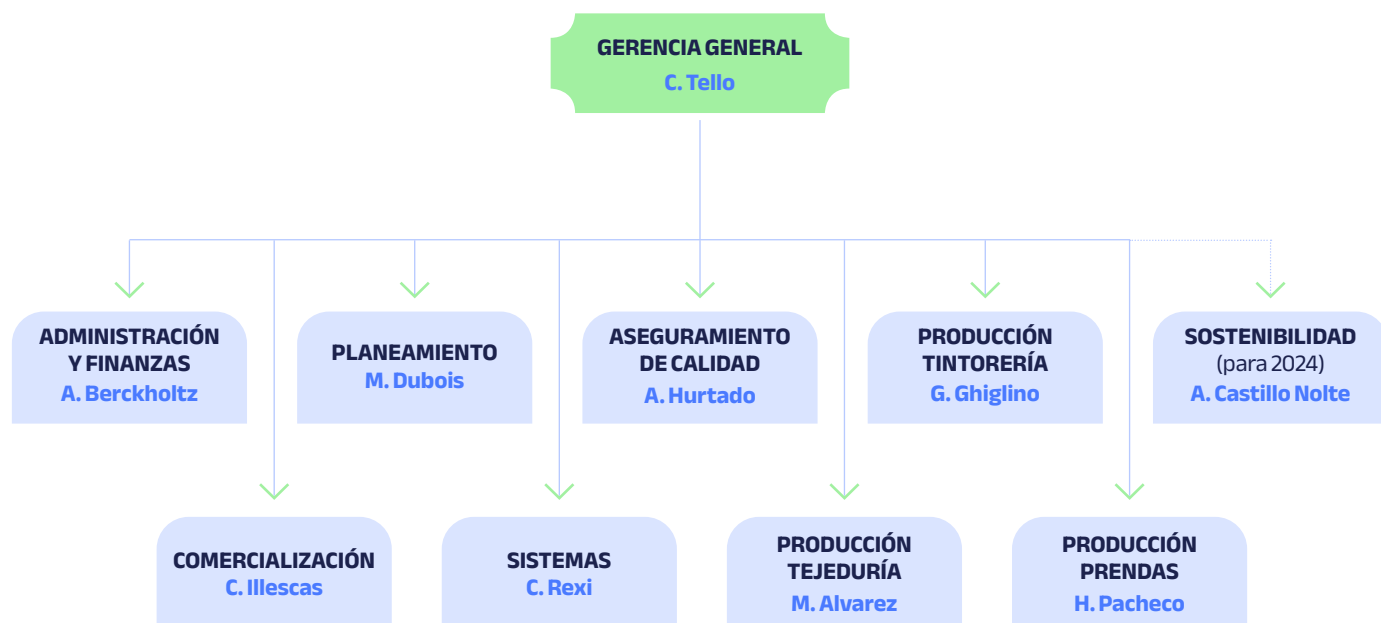 GERENCIA GENERAL
C. Tello
ADMINISTRACIÓN
Y FINANZAS
A. Berckholtz
PLANEAMIENTO
M. Dubois
ASEGURAMIENTO
DE CALIDAD
A. Hurtado
PRODUCCIÓN
TINTORERÍA
G. Ghiglino
SOSTENIBILIDAD
(para 2024)
A. Castillo Nolte
COMERCIALIZACIÓN
C. Illescas
SISTEMAS
C. Rexi
PRODUCCIÓN
TEJEDURÍA
M. Alvarez
PRODUCCIÓN
PRENDAS
H. Pacheco